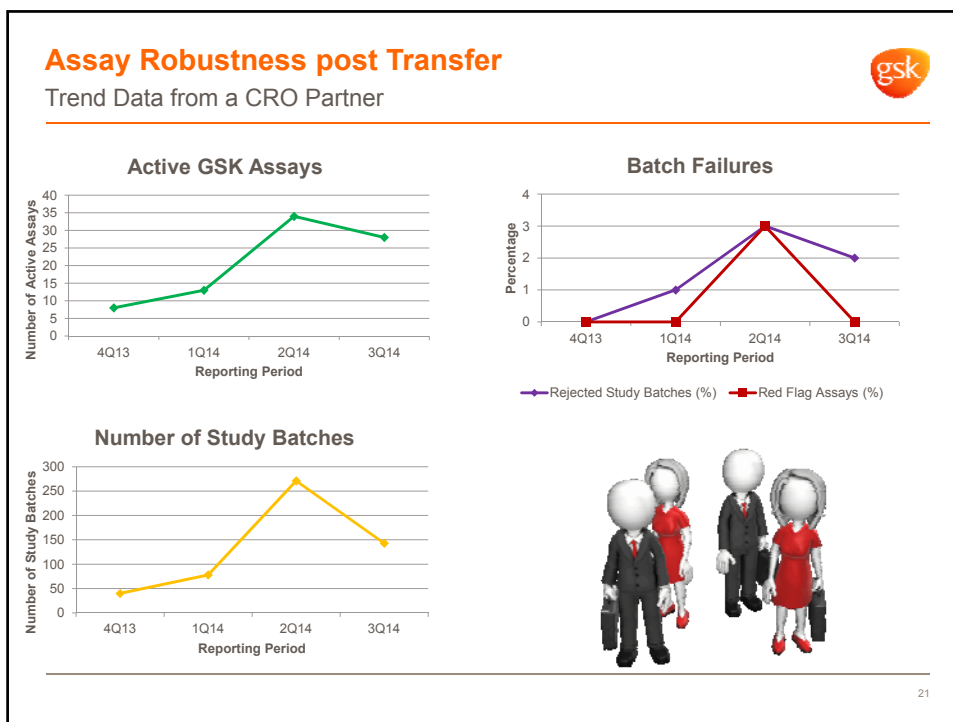 Assay Robustness post Transfer
Trend Data from a CRO Partner
gsk
Active GSK Assays
Number of Active Assays
40
35
30
25
20
15
10
5
0
4Q13 1Q14 2Q14 3Q14
Reporting Period
Batch Failures
Percentage
4
3
2
1
0
4Q13 1Q14 2Q14 3Q14
Reporting Period
Rejected Study Batches (%) Red Flag Assays (%)
Number of Study Batches
Number of Study Batches
300
250
200
150
100
50
0
4Q13 1Q14 2Q14 3Q14
Reporting Period
21